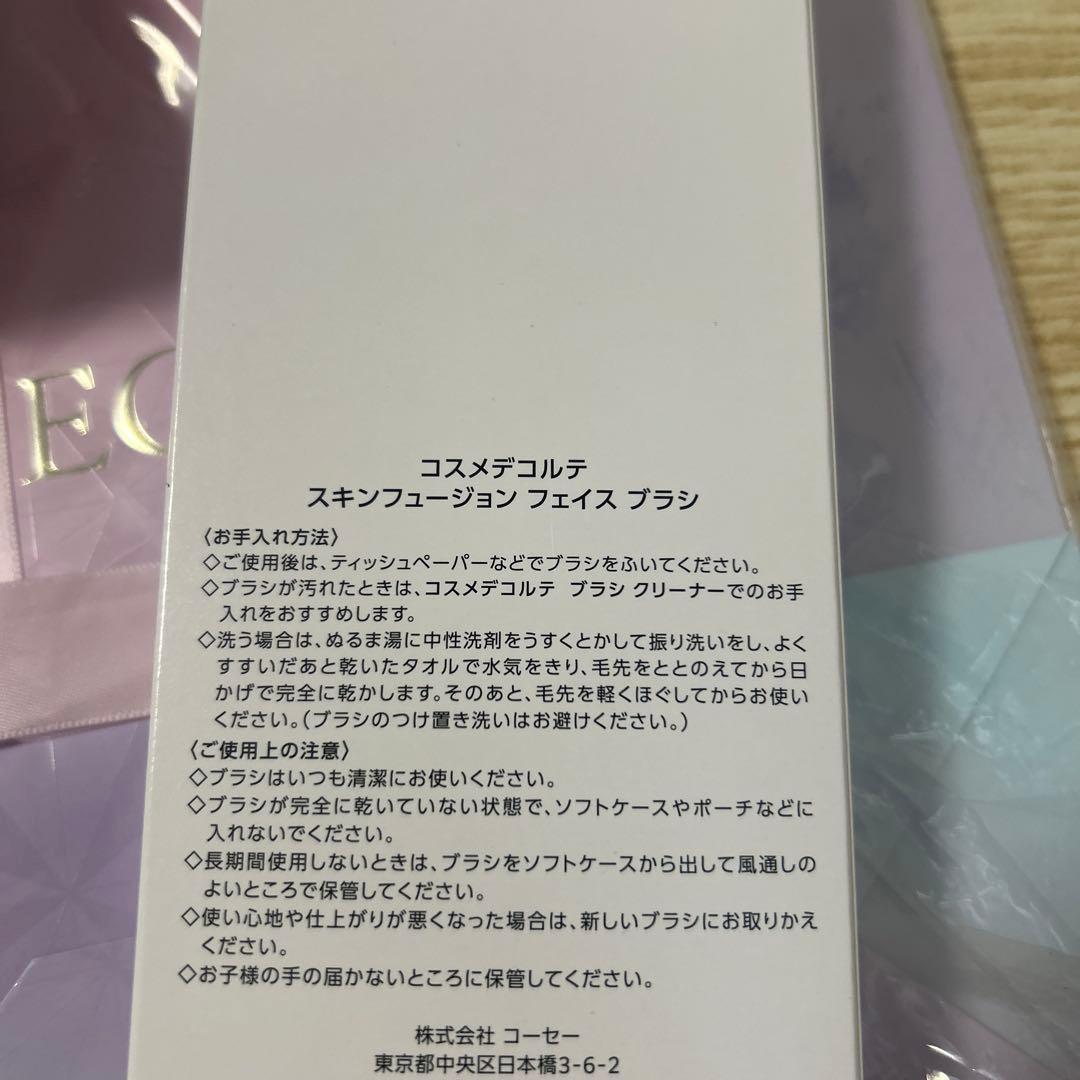 EC
コスメデコルテ
スキンフュージョン フェイス ブラシ
〈お手入れ方法〉
◇ご使用後は、ティッシュペーパーなどでブラシをふいてください。
◇ブラシが汚れたときは、コスメデコルテ ブラシ クリーナーでのお手
入れをおすすめします。
◇洗う場合は、ぬるま湯に中性洗剤をうすくとかして振り洗いをし、よく
すすいだあと乾いたタオルで水気をきり、毛先をととのえてから日
かげで完全に乾かします。そのあと、毛先を軽くほぐしてからお使い
ください。(ブラシのつけ置き洗いはお避けください。)
〈ご使用上の注意〉
◇ブラシはいつも清潔にお使いください。
◇ブラシが完全に乾いていない状態で、ソフトケースやポーチなどに
入れないでください。
◇長期間使用しないときは、ブラシをソフトケースから出して風通しの
よいところで保管してください。
◇使い心地や仕上がりが悪くなった場合は、新しいブラシにお取りかえ
ください。
◇お子様の手の届かないところに保管してください。
株式会社 コーセー
東京都中央区日本橋3-6-2